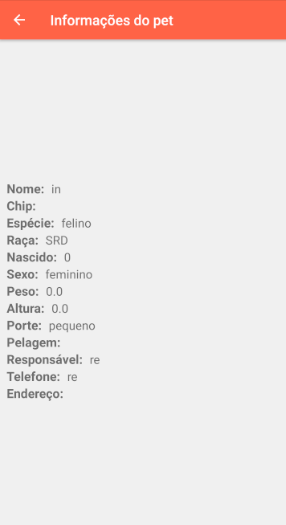 Informações do pet
Nome: in
Chip:
Espécie: felino
Raça: SRD
Nascido: 0
Sexo: feminino
Peso: 0.0
Altura: 0.0
Porte: pequeno
Pelagem:
Responsável: re
Telefone: re
Endereço: